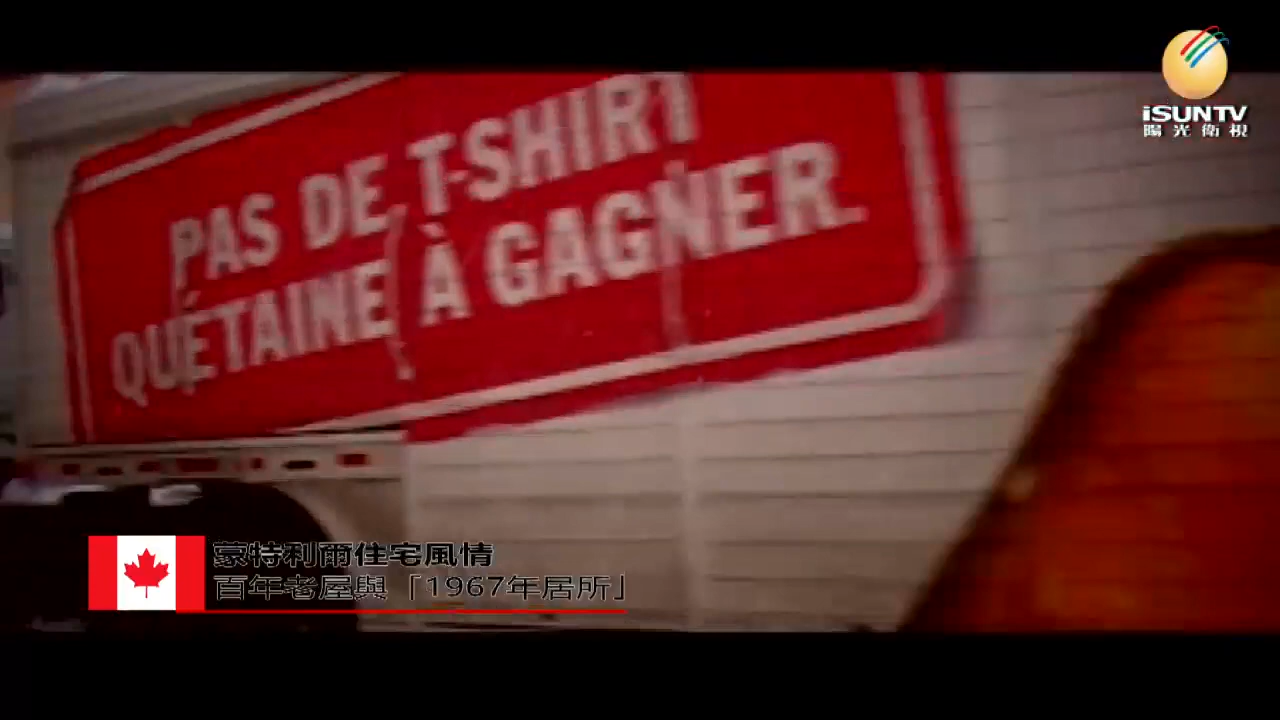 iSUNTV
陽光衛視
PAS DE T-SHIRT
QUÉTAINE À GAGNER.
蒙特利爾住宅風情
百年老屋與「1967年居所」